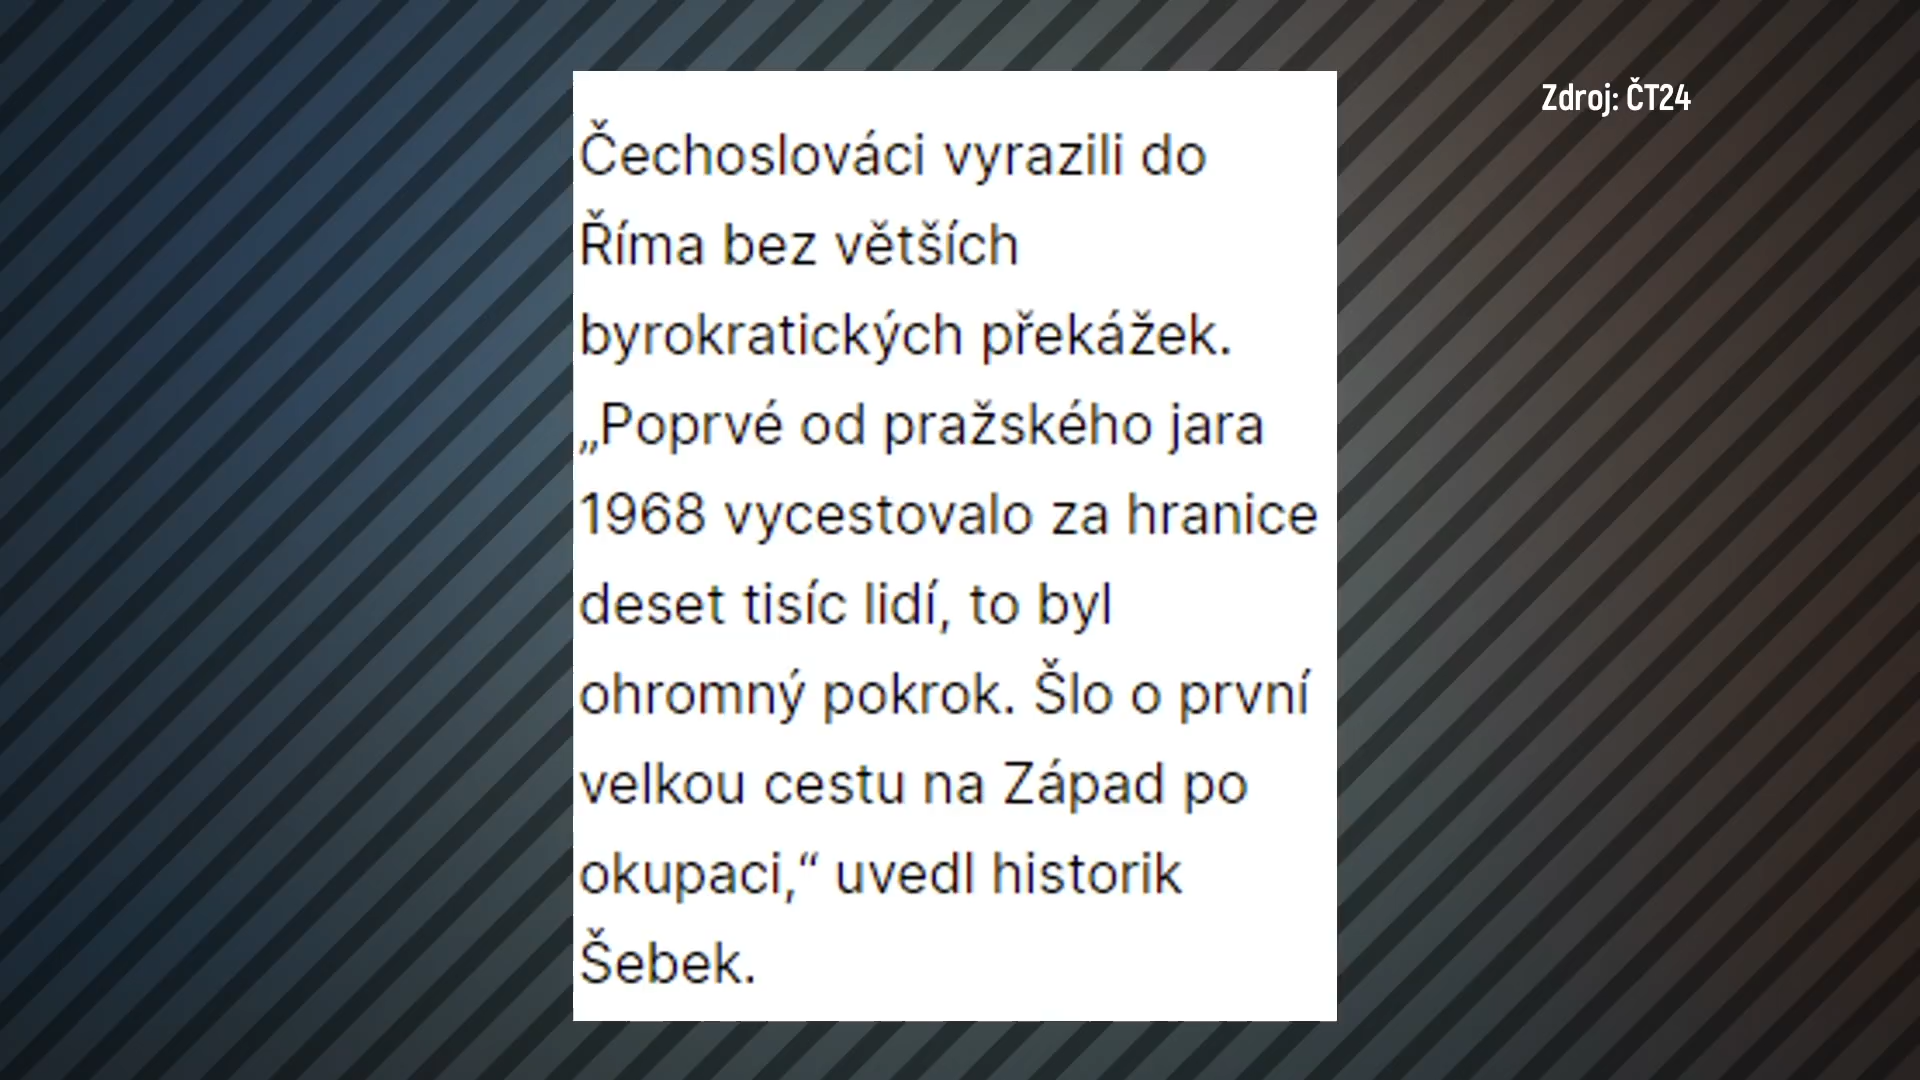 Zdroj: ČT24
Čechoslováci vyrazili do
Říma bez větších
byrokratických překážek.
„Poprvé od pražského jara
1968 vycestovalo za hranice
deset tisíc lidí, to byl
ohromný pokrok. Šlo o první
velkou cestu na Západ po
okupaci,“ uvedl historik
Šebek.